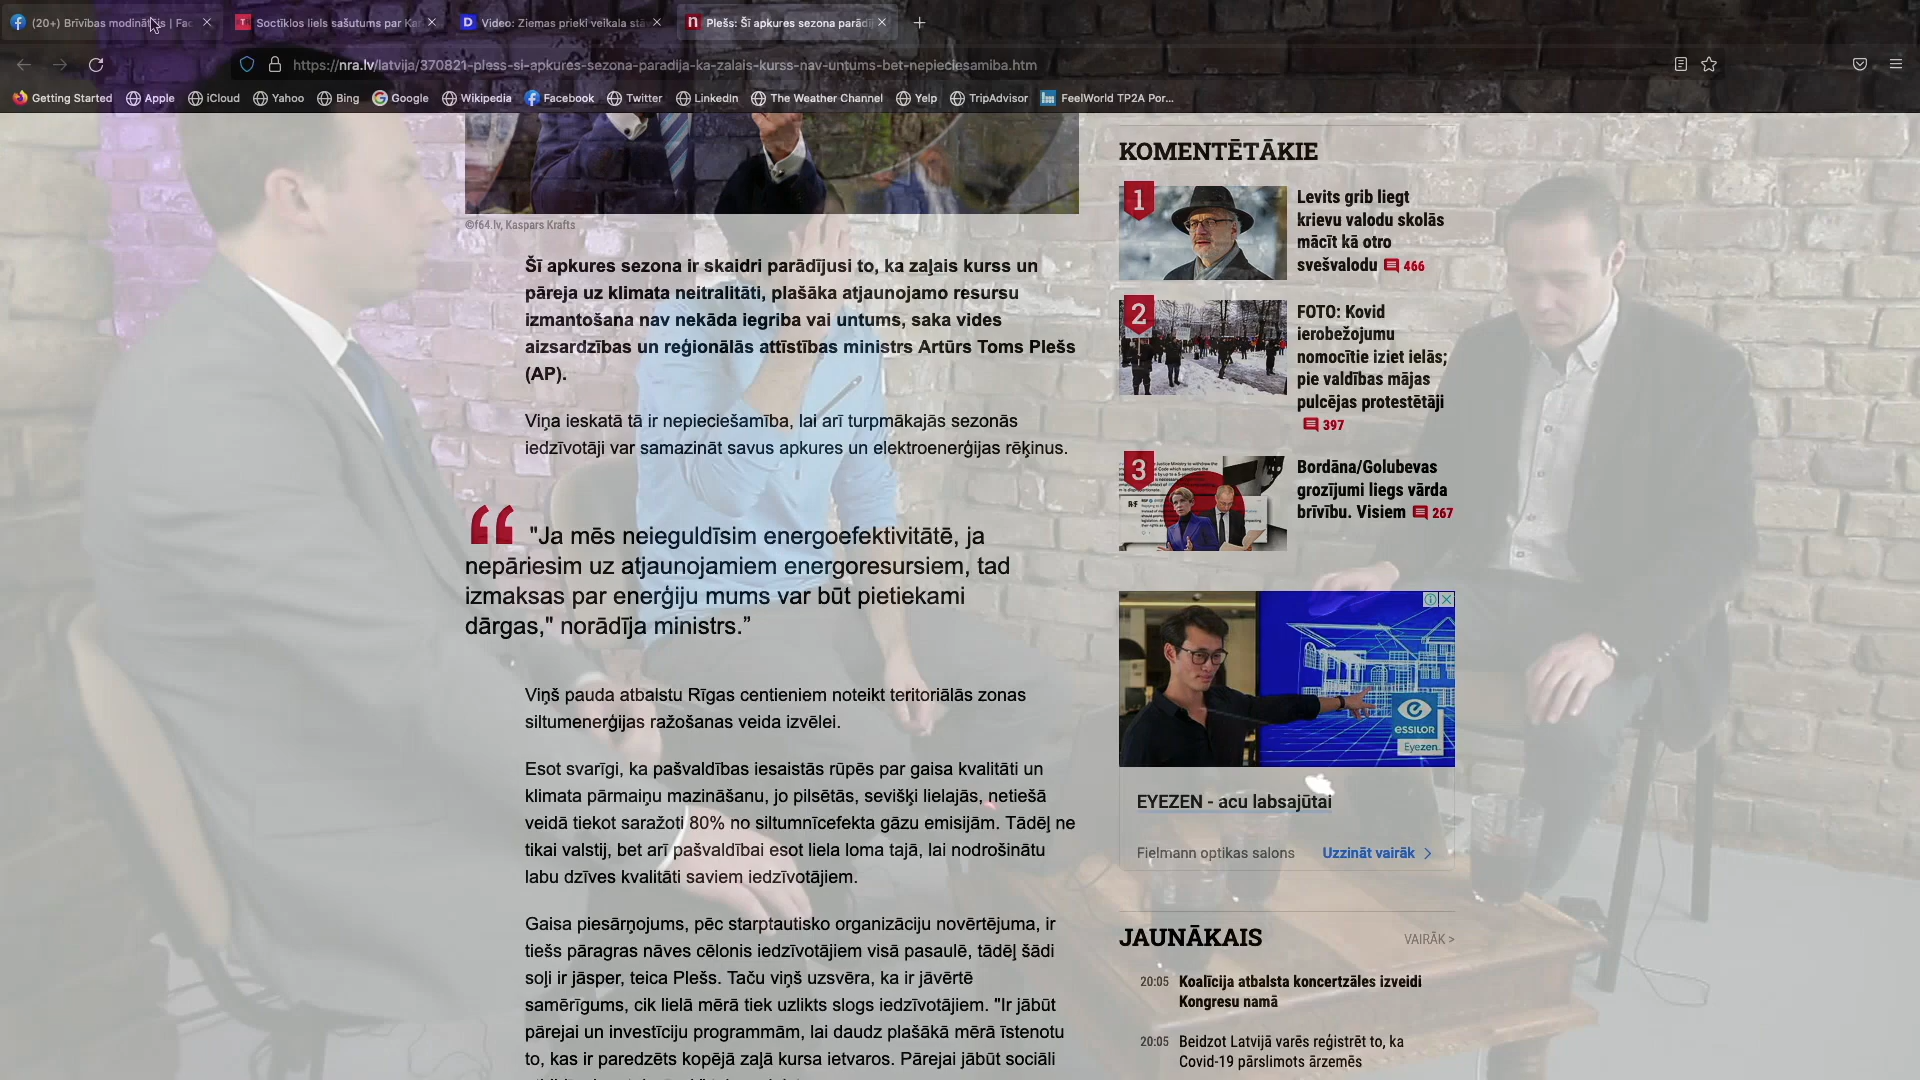 (20+) Brīvības modinātājs | Fac
Soctīklos liels sašutums par Ka
Video: Ziemas prieki veikala stā
Plešs: Šī apkures sezona parādīj
https://nra.lv/latvija/370821-pless-si-apkures-sezona-paradija-ka-zalais-kurss-nav-untums-bet-nepieciesamiba.htm
Getting Started Apple iCloud Yahoo Bing Google Wikipedia Facebook Twitter LinkedIn The Weather Channel Yelp TripAdvisor FeelWorld TP2A Por...
©f64.lv, Kaspars Krafts
Šī apkures sezona ir skaidri parādījusi to, ka zaļais kurss un
pāreja uz klimata neitralitāti, plašāka atjaunojamo resursu
izmantošana nav nekāda iegriba vai untums, saka vides
aizsardzības un reģionālās attīstības ministrs Artūrs Toms Plešs
(AP).
Viņa ieskatā tā ir nepieciešamība, lai arī turpmākajās sezonās
iedzīvotāji var samazināt savus apkures un elektroenerģijas rēķinus.
"Ja mēs neieguldīsim energoefektivitātē, ja
nepāriesim uz atjaunojamiem energoresursiem, tad
izmaksas par enerģiju mums var būt pietiekami
dārgas," norādīja ministrs.”
Viņš pauda atbalstu Rīgas centieniem noteikt teritoriālās zonas
siltumenerģijas ražošanas veida izvēlei.
Esot svarīgi, ka pašvaldības iesaistās rūpēs par gaisa kvalitāti un
klimata pārmaiņu mazināšanu, jo pilsētās, sevišķi lielajās, netiešā
veidā tiekot saražoti 80% no siltumnīcefekta gāzu emisijām. Tādēļ ne
tikai valstij, bet arī pašvaldībai esot liela loma tajā, lai nodrošinātu
labu dzīves kvalitāti saviem iedzīvotājiem.
Gaisa piesārņojums, pēc starptautisko organizāciju novērtējuma, ir
tiešs pāragras nāves cēlonis iedzīvotājiem visā pasaulē, tādēļ šādi
soļi ir jāsper, teica Plešs. Taču viņš uzsvēra, ka ir jāvērtē
samērīgums, cik lielā mērā tiek uzlikts slogs iedzīvotājiem. "Ir jābūt
pārejai un investīciju programmām, lai daudz plašākā mērā īstenotu
to, kas ir paredzēts kopējā zaļā kursa ietvaros. Pārejai jābūt sociāli
KOMENTĒTĀKIE
1
Levits grib liegt
krievu valodu skolās
mācīt kā otro
svešvalodu 466
2
FOTO: Kovid
ierobežojumu
nomocītie iziet ielās;
pie valdības mājas
pulcējas protestētāji
397
3
Bordāna/Golubevas
grozījumi liegs vārda
brīvību. Visiem 267
essilor
Eyezen
EYEZEN - acu labsajūtai
Fielmann optikas salons Uzzināt vairāk
JAUNĀKAIS VAIRĀK >
20:05 Koalīcija atbalsta koncertzāles izveidi
Kongresu namā
20:05 Beidzot Latvijā varēs reģistrēt to, ka
Covid-19 pārslimots ārzemēs